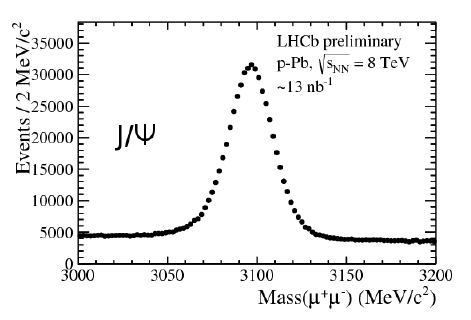 Events / 2 MeV/c²
35000
30000
25000
20000
15000
10000
5000
0
LHCb preliminary
p-Pb, √sNN = 8 TeV
~13 nb⁻¹
J/Ψ
3000 3050 3100 3150 3200
Mass(μ⁺μ⁻) (MeV/c²)